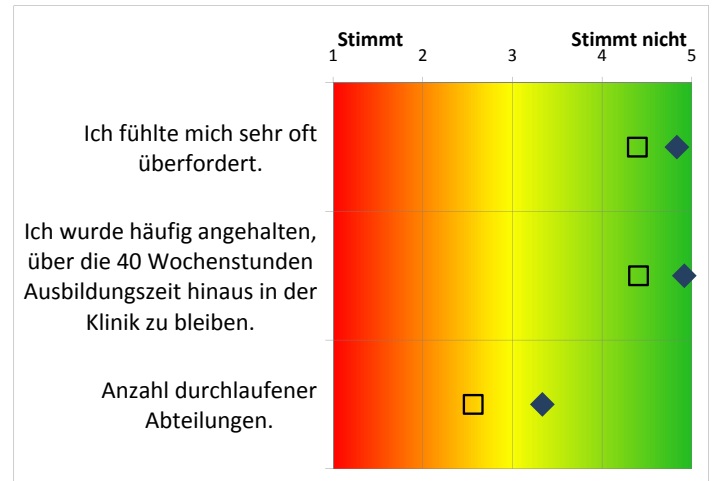 Stimmt Stimmt nicht
1 2 3 4 5
Ich fühlte mich sehr oft
überfordert.
Ich wurde häufig angehalten,
über die 40 Wochenstunden
Ausbildungszeit hinaus in der
Klinik zu bleiben.
Anzahl durchlaufener
Abteilungen.